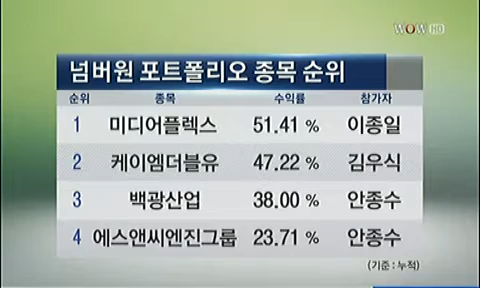 WOW HD
넘버원 포트폴리오 종목 순위
순위 종목 수익률 참가자
1 미디어플렉스 51.41 % 이종일
2 케이엠더블유 47.22 % 김우식
3 백광산업 38.00 % 안종수
4 에스앤씨엔진그룹 23.71 % 안종수
(기준 : 누적)